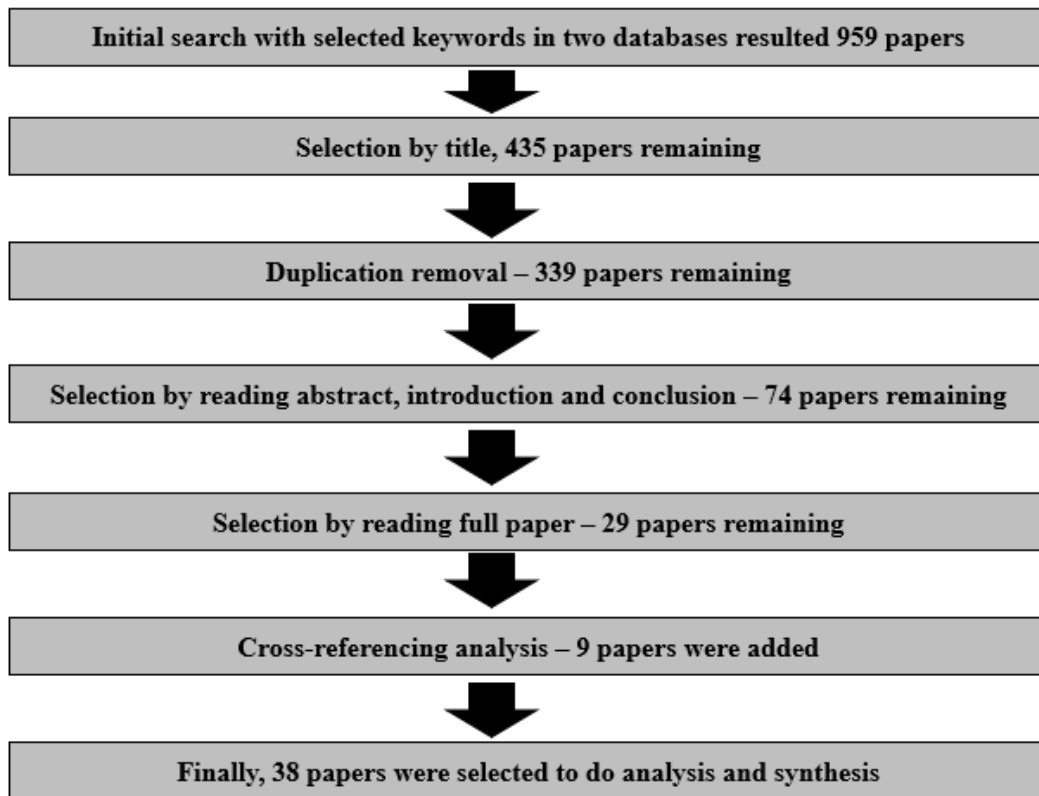 Initial search with selected keywords in two databases resulted 959 papers
Selection by title, 435 papers remaining
Duplication removal – 339 papers remaining
Selection by reading abstract, introduction and conclusion – 74 papers remaining
Selection by reading full paper – 29 papers remaining
Cross-referencing analysis – 9 papers were added
Finally, 38 papers were selected to do analysis and synthesis